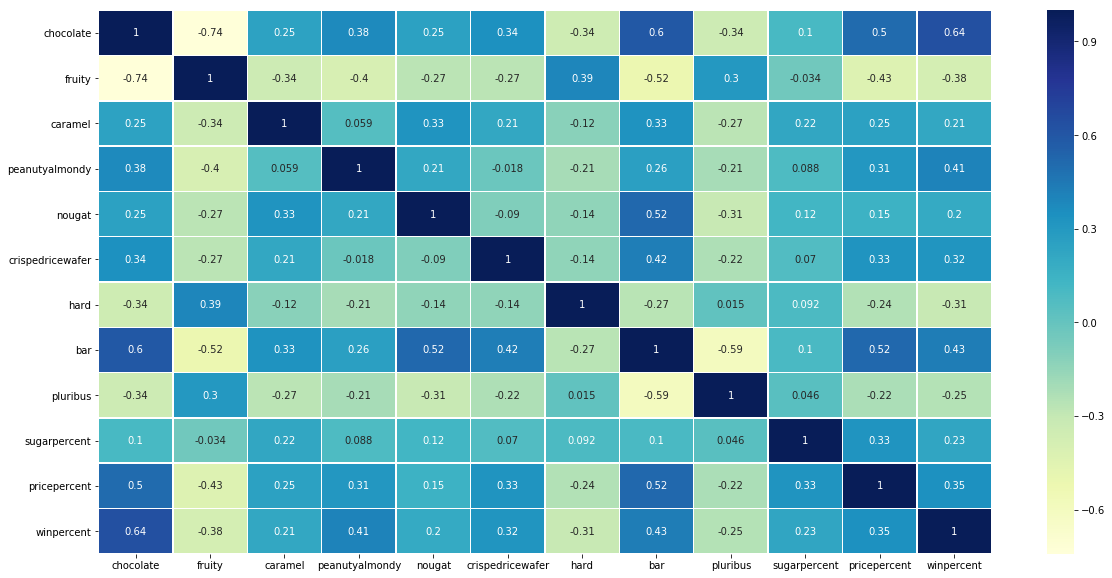 chocolate 1 -0.74 0.25 0.38 0.25 0.34 -0.34 0.6 -0.34 0.1 0.5 0.64
fruity -0.74 1 -0.34 -0.4 -0.27 -0.27 0.39 -0.52 0.3 -0.034 -0.43 -0.38
caramel 0.25 -0.34 1 0.059 0.33 0.21 -0.12 0.33 -0.27 0.22 0.25 0.21
peanutyalmondy 0.38 -0.4 0.059 1 0.21 -0.018 -0.21 0.26 -0.21 0.088 0.31 0.41
nougat 0.25 -0.27 0.33 0.21 1 -0.09 -0.14 0.52 -0.31 0.12 0.15 0.2
crispedricewafer 0.34 -0.27 0.21 -0.018 -0.09 1 -0.14 0.42 -0.22 0.07 0.33 0.32
hard -0.34 0.39 -0.12 -0.21 -0.14 -0.14 1 -0.27 0.015 0.092 -0.24 -0.31
bar 0.6 -0.52 0.33 0.26 0.52 0.42 -0.27 1 -0.59 0.1 0.52 0.43
pluribus -0.34 0.3 -0.27 -0.21 -0.31 -0.22 0.015 -0.59 1 0.046 -0.22 -0.25
sugarpercent 0.1 -0.034 0.22 0.088 0.12 0.07 0.092 0.1 0.046 1 0.33 0.23
pricepercent 0.5 -0.43 0.25 0.31 0.15 0.33 -0.24 0.52 -0.22 0.33 1 0.35
winpercent 0.64 -0.38 0.21 0.41 0.2 0.32 -0.31 0.43 -0.25 0.23 0.35 1
chocolate fruity caramel peanutyalmondy nougat crispedricewafer hard bar pluribus sugarpercent pricepercent winpercent
0.9
0.6
0.3
0.0
−0.3
−0.6